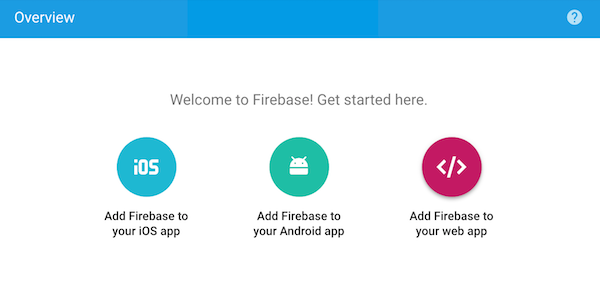 Overview
?
Welcome to Firebase! Get started here.
iOS
</>
Add Firebase to
your iOS app
Add Firebase to
your Android app
Add Firebase to
your web app